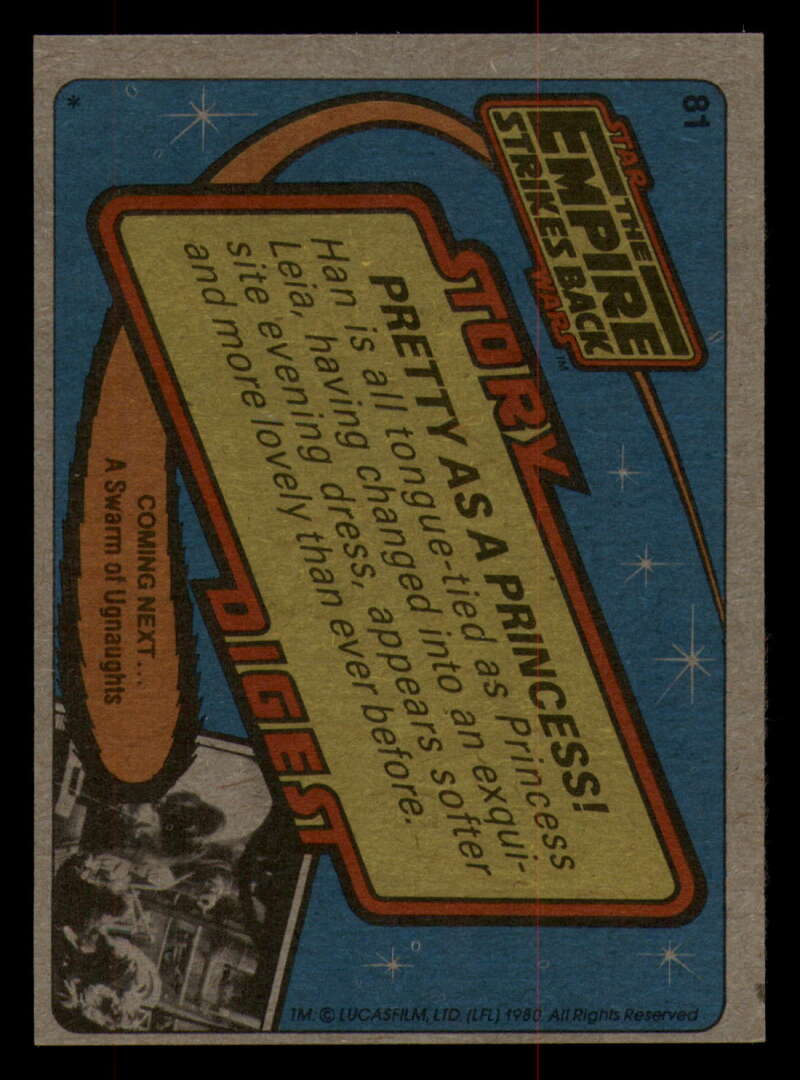 81
STAR
THE
EMPIRE
STRIKES BACK
WARS™
STORY
PRETTY AS A PRINCESS!
Han is all tongue-tied as Princess
Leia, having changed into an exqui-
site evening dress, appears softer
and more lovely than ever before.
DIGEST
COMING NEXT...
A Swarm of Ugnaughts
*
TM: © LUCASFILM, LTD. (LFL) 1980. All Rights Reserved